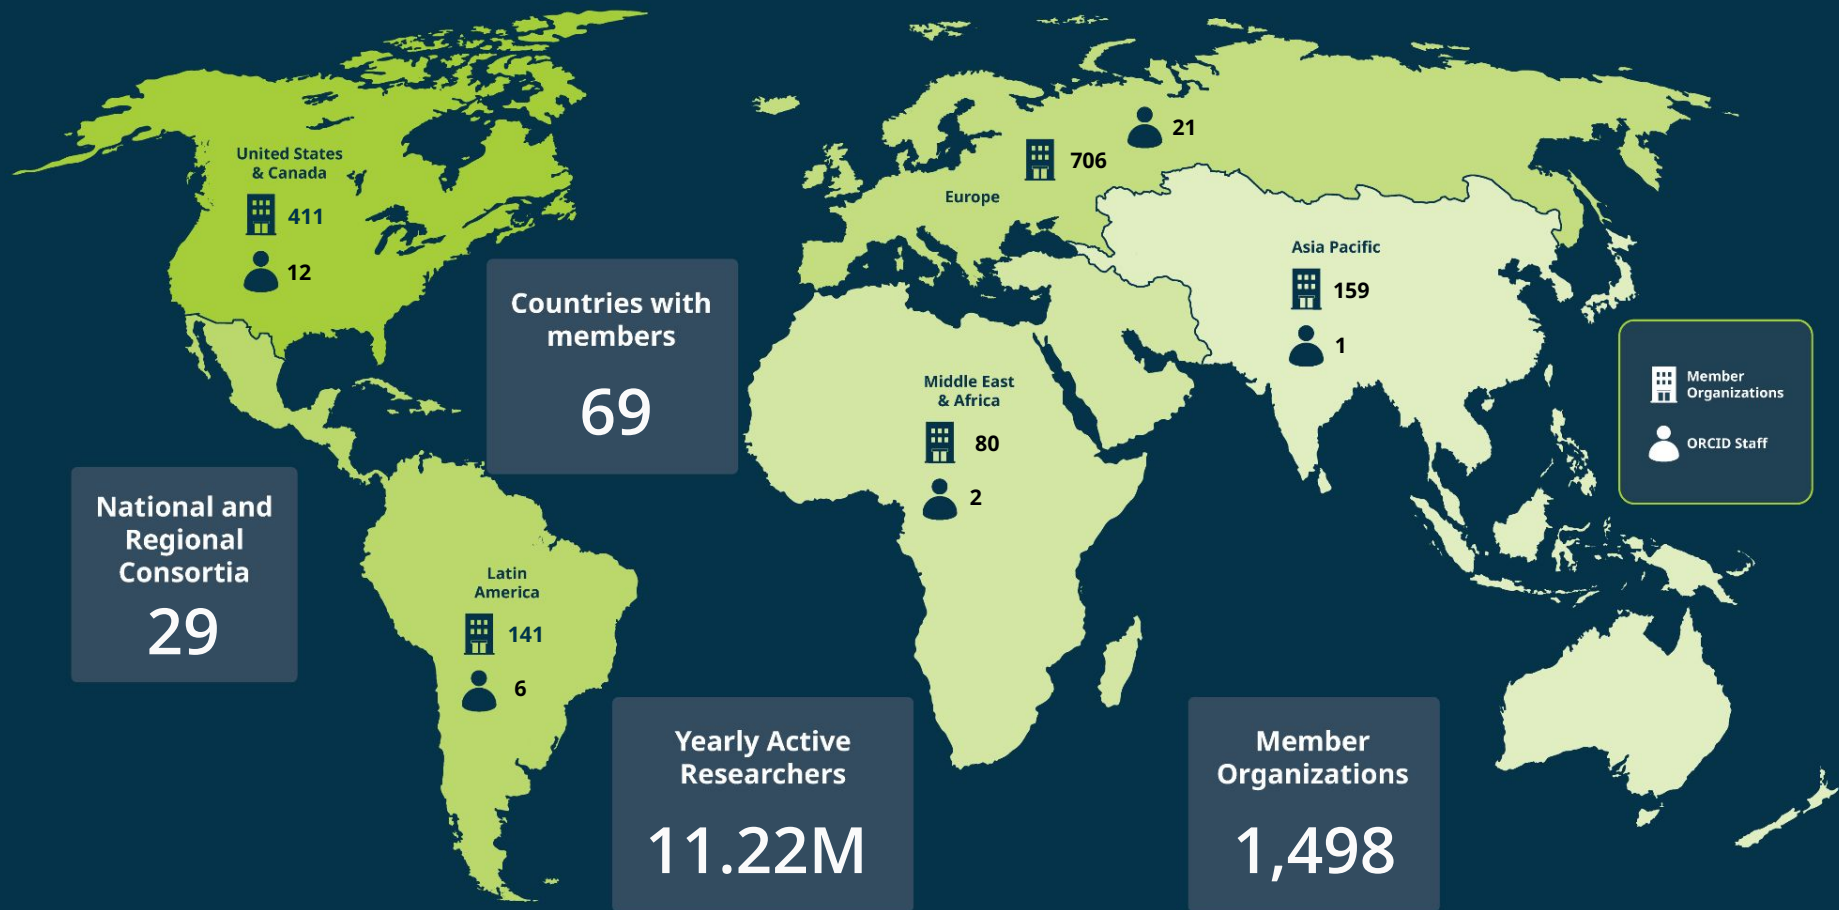 United States
& Canada
411
12
21
706
Europe
Asia Pacific
159
1
Countries with
members
69
Middle East
& Africa
80
2
Member
Organizations
ORCID Staff
National and
Regional
Consortia
29
Latin
America
141
6
Yearly Active
Researchers
11.22M
Member
Organizations
1,498